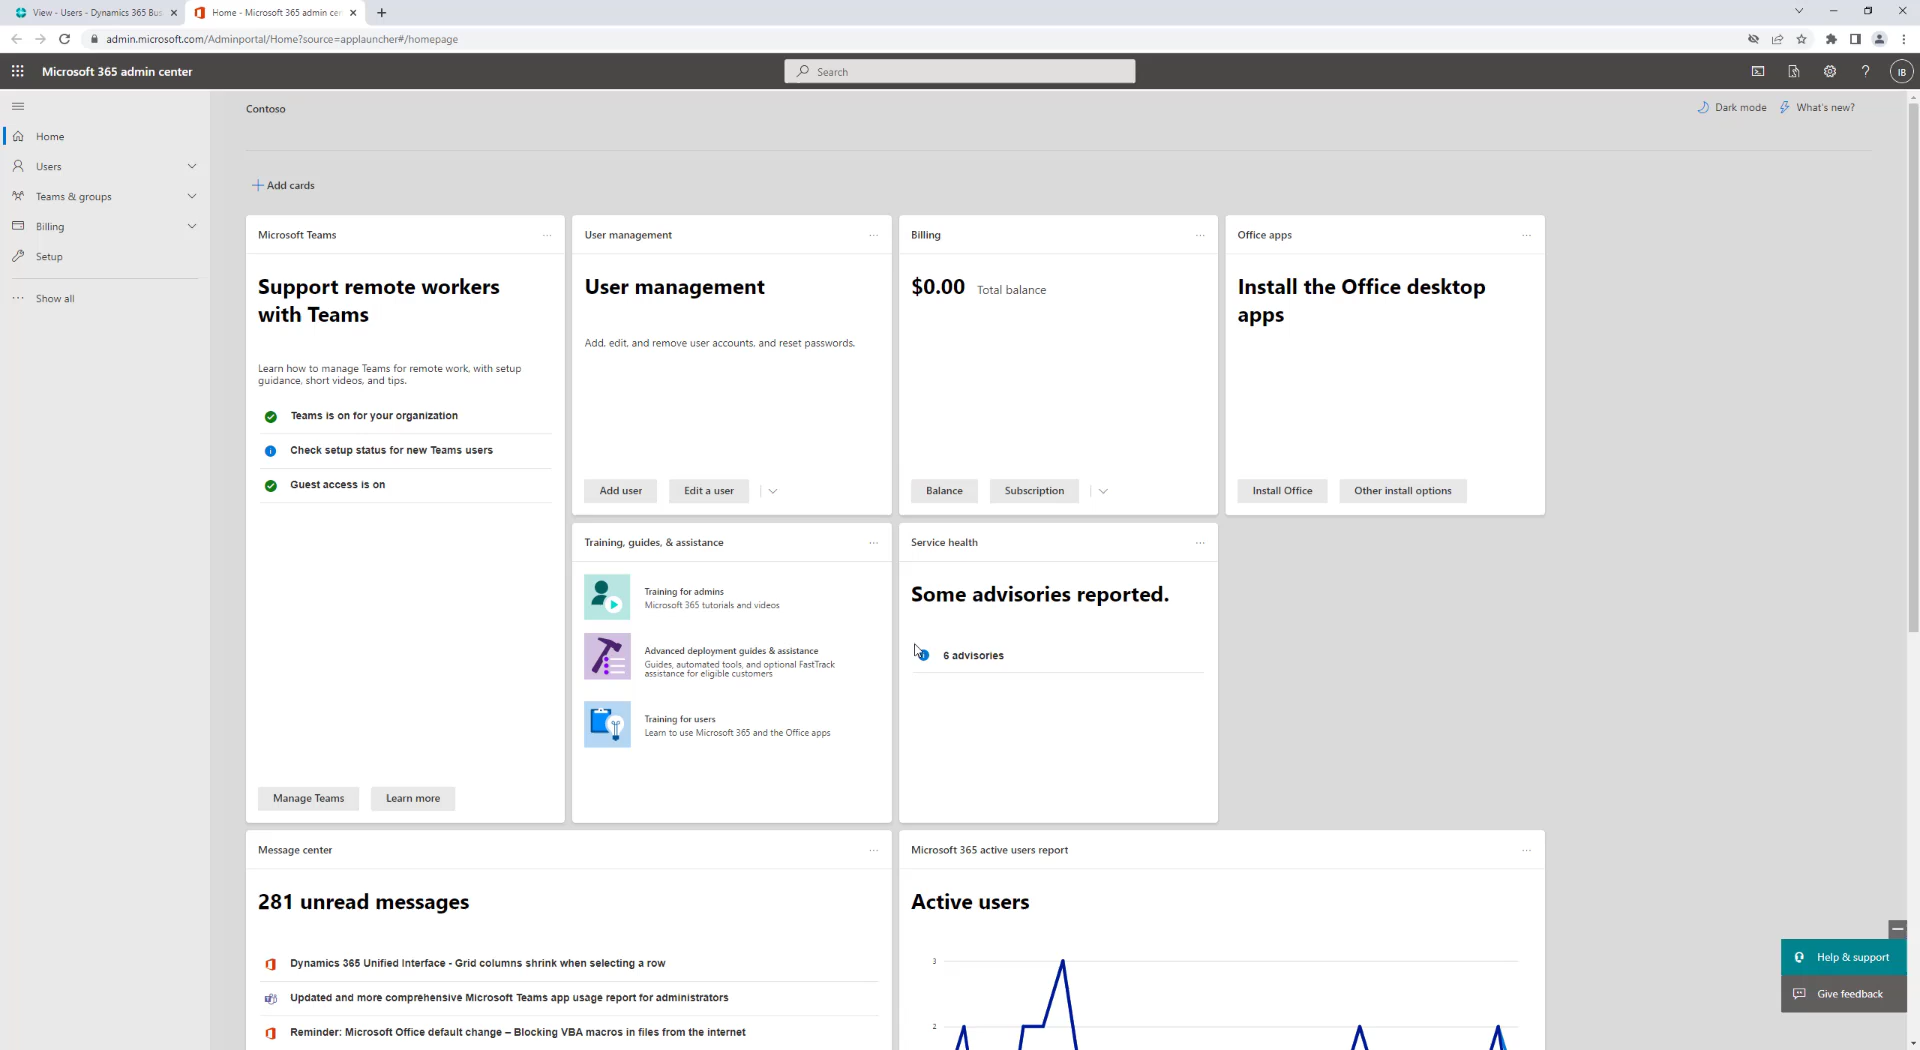 View - Users - Dynamics 365 Bus
Home - Microsoft 365 admin cen
admin.microsoft.com/Adminportal/Home?source=applauncher#/homepage
Microsoft 365 admin center
Search
IB
Contoso
Dark mode
What's new?
Home
Users
Teams & groups
Billing
Setup
Show all
Add cards
Microsoft Teams
Support remote workers
with Teams
Learn how to manage Teams for remote work, with setup
guidance, short videos, and tips.
Teams is on for your organization
Check setup status for new Teams users
Guest access is on
Manage Teams
Learn more
User management
User management
Add, edit, and remove user accounts, and reset passwords.
Add user
Edit a user
Billing
$0.00 Total balance
Balance
Subscription
Office apps
Install the Office desktop
apps
Install Office
Other install options
Training, guides, & assistance
Training for admins
Microsoft 365 tutorials and videos
Advanced deployment guides & assistance
Guides, automated tools, and optional FastTrack
assistance for eligible customers
Training for users
Learn to use Microsoft 365 and the Office apps
Service health
Some advisories reported.
6 advisories
Message center
281 unread messages
Dynamics 365 Unified Interface - Grid columns shrink when selecting a row
Updated and more comprehensive Microsoft Teams app usage report for administrators
Reminder: Microsoft Office default change – Blocking VBA macros in files from the internet
Microsoft 365 active users report
Active users
3
2
Help & support
Give feedback